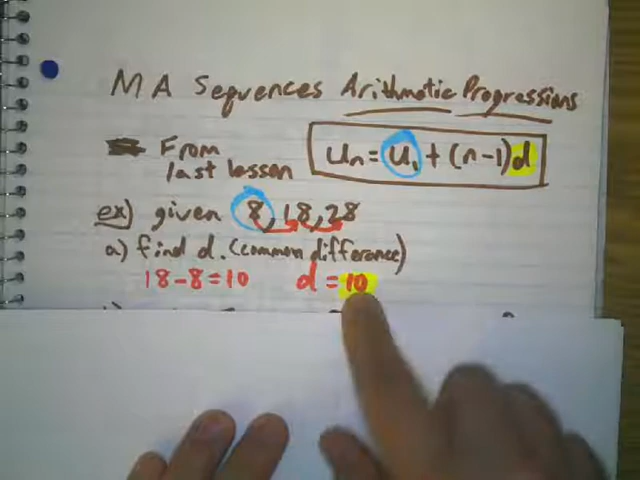 MA Sequences Arithmetic Progressions
From
last lesson
Un = U1 + (n-1)d
ex) given 8, 18, 28
a) find d. (common difference)
18-8=10 d = 10